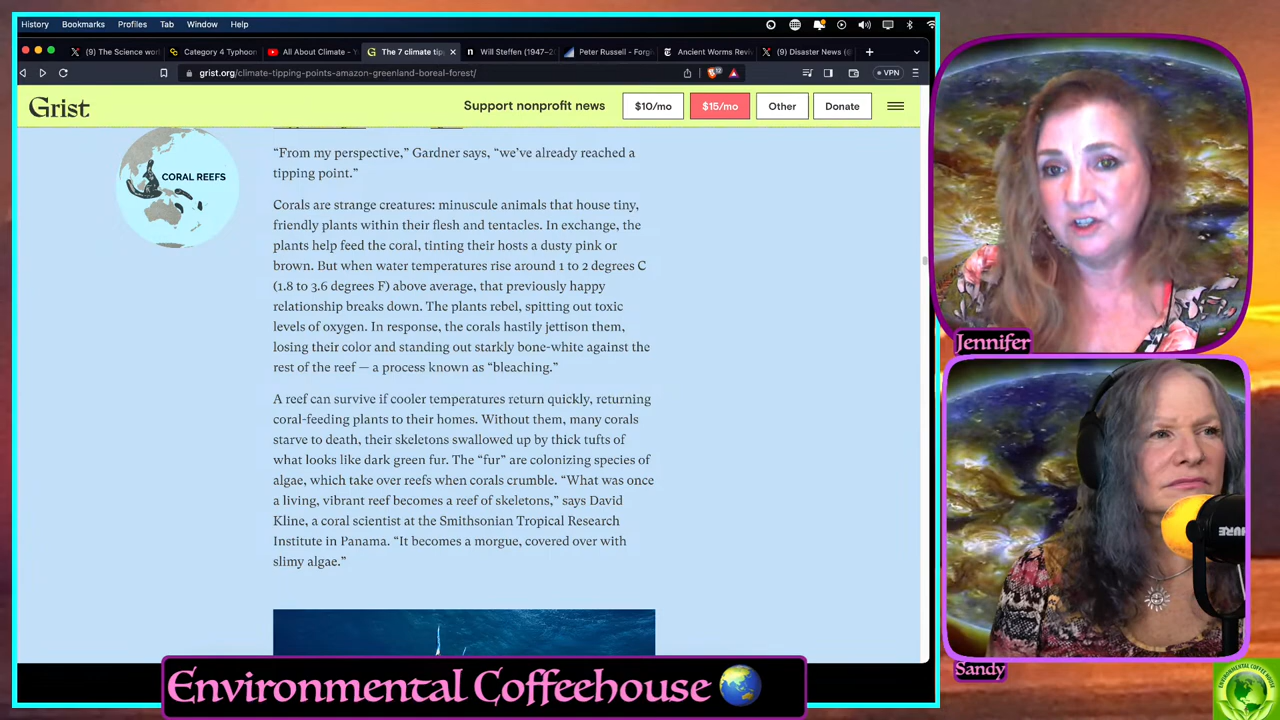 History Bookmarks Profiles Tab Window Help
(9) The Science wor
Category 4 Typhoon
All About Climate - Y
The 7 climate tip
Will Steffen (1947–2
Peter Russell - Forgi
Ancient Worms Revi
(9) Disaster News (@
grist.org/climate-tipping-points-amazon-greenland-boreal-forest/
VPN
Grist
Support nonprofit news
$10/mo
$15/mo
Other
Donate
CORAL REEFS
“From my perspective,” Gardner says, “we’ve already reached a
tipping point.”
Corals are strange creatures: minuscule animals that house tiny,
friendly plants within their flesh and tentacles. In exchange, the
plants help feed the coral, tinting their hosts a dusty pink or
brown. But when water temperatures rise around 1 to 2 degrees C
(1.8 to 3.6 degrees F) above average, that previously happy
relationship breaks down. The plants rebel, spitting out toxic
levels of oxygen. In response, the corals hastily jettison them,
losing their color and standing out starkly bone-white against the
rest of the reef — a process known as “bleaching.”
A reef can survive if cooler temperatures return quickly, returning
coral-feeding plants to their homes. Without them, many corals
starve to death, their skeletons swallowed up by thick tufts of
what looks like dark green fur. The “fur” are colonizing species of
algae, which take over reefs when corals crumble. “What was once
a living, vibrant reef becomes a reef of skeletons,” says David
Kline, a coral scientist at the Smithsonian Tropical Research
Institute in Panama. “It becomes a morgue, covered over with
slimy algae.”
Jennifer
Sandy
SHURE
Environmental Coffeehouse
ENVIRONMENTAL COFFEE HOUSE